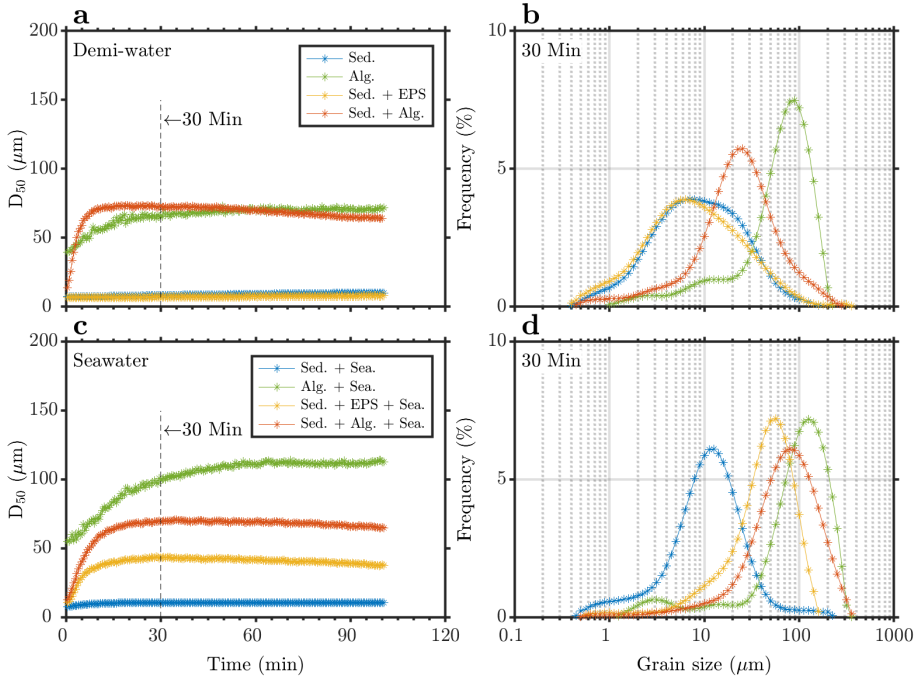 a
200
150
100
50
0
D50 (μm)
Demi-water
←30 Min
Sed.
Alg.
Sed. + EPS
Sed. + Alg.
b
10
5
0
Frequency (%)
30 Min
c
200
150
100
50
0
D50 (μm)
Seawater
←30 Min
Sed. + Sea.
Alg. + Sea.
Sed. + EPS + Sea.
Sed. + Alg. + Sea.
0 30 60 90 120
Time (min)
d
10
5
0
Frequency (%)
30 Min
0.1 1 10 100 1000
Grain size (μm)